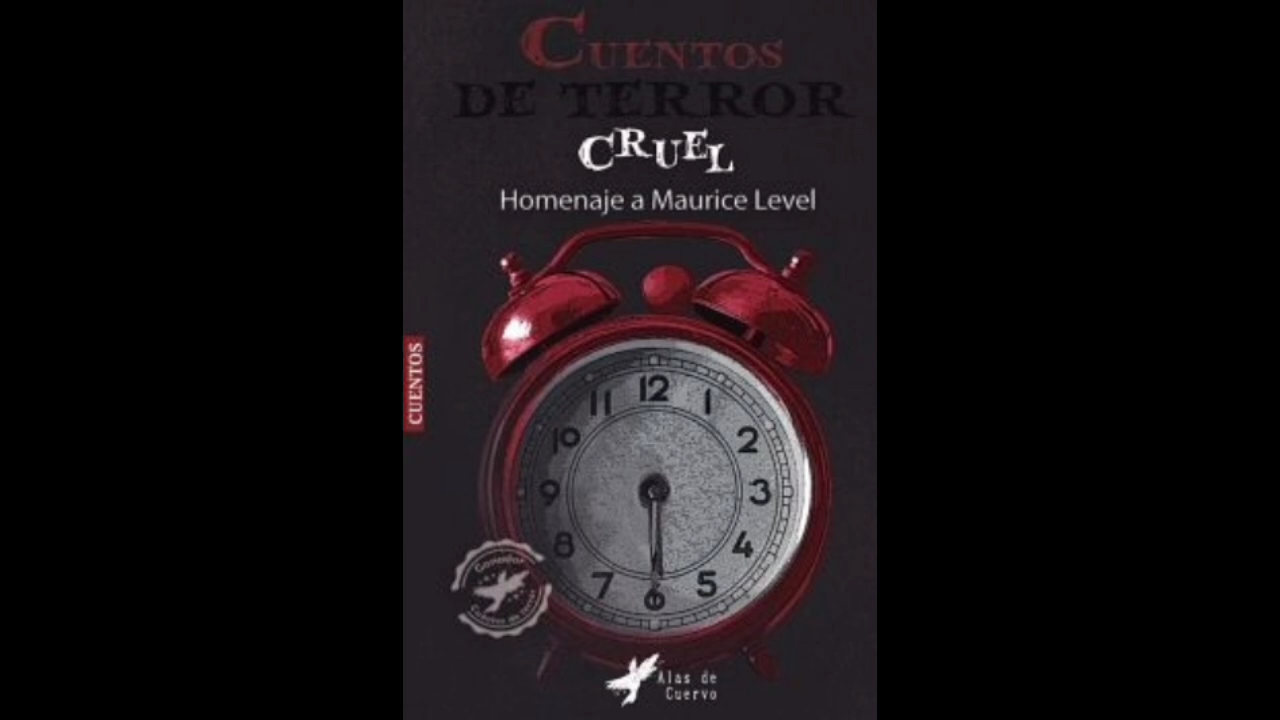 CUENTOS
DE TERROR
CRUEL
Homenaje a Maurice Level
CUENTOS
11 12 1
10 2
9 3
8 4
7 6 5
Ganador
Alas de
Cuervo